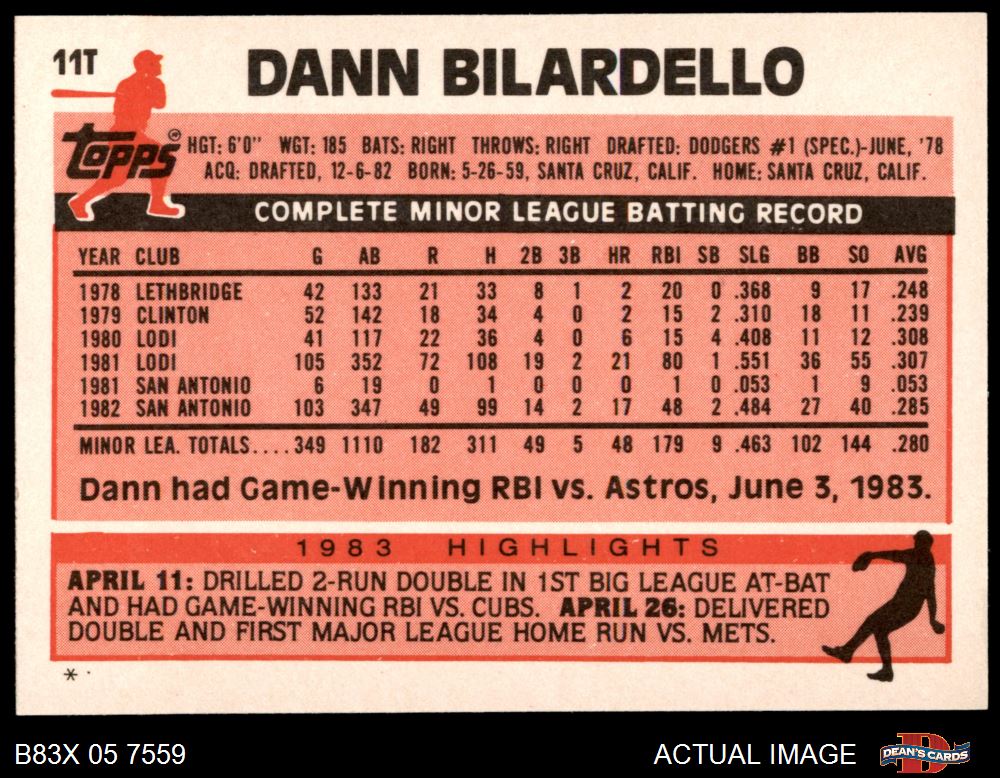 11T
DANN BILARDELLO
topps®
HGT: 6'0" WGT: 185 BATS: RIGHT THROWS: RIGHT DRAFTED: DODGERS #1 (SPEC.)-JUNE, '78
ACQ: DRAFTED, 12-6-82 BORN: 5-26-59, SANTA CRUZ, CALIF. HOME: SANTA CRUZ, CALIF.
COMPLETE MINOR LEAGUE BATTING RECORD
YEAR CLUB G AB R H 2B 3B HR RBI SB SLG BB SO AVG
1978 LETHBRIDGE 42 133 21 33 8 1 2 20 0 .368 9 17 .248
1979 CLINTON 52 142 18 34 4 0 2 15 2 .310 18 11 .239
1980 LODI 41 117 22 36 4 0 6 15 4 .408 11 12 .308
1981 LODI 105 352 72 108 19 2 21 80 1 .551 36 55 .307
1981 SAN ANTONIO 6 19 0 1 0 0 0 1 0 .053 1 9 .053
1982 SAN ANTONIO 103 347 49 99 14 2 17 48 2 .484 27 40 .285
MINOR LEA. TOTALS....349 1110 182 311 49 5 48 179 9 .463 102 144 .280
Dann had Game-Winning RBI vs. Astros, June 3, 1983.
1983 HIGHLIGHTS
APRIL 11: DRILLED 2-RUN DOUBLE IN 1ST BIG LEAGUE AT-BAT
AND HAD GAME-WINNING RBI VS. CUBS. APRIL 26: DELIVERED
DOUBLE AND FIRST MAJOR LEAGUE HOME RUN VS. METS.
*
B83X 05 7559 ACTUAL IMAGE D DEAN'S CARDS